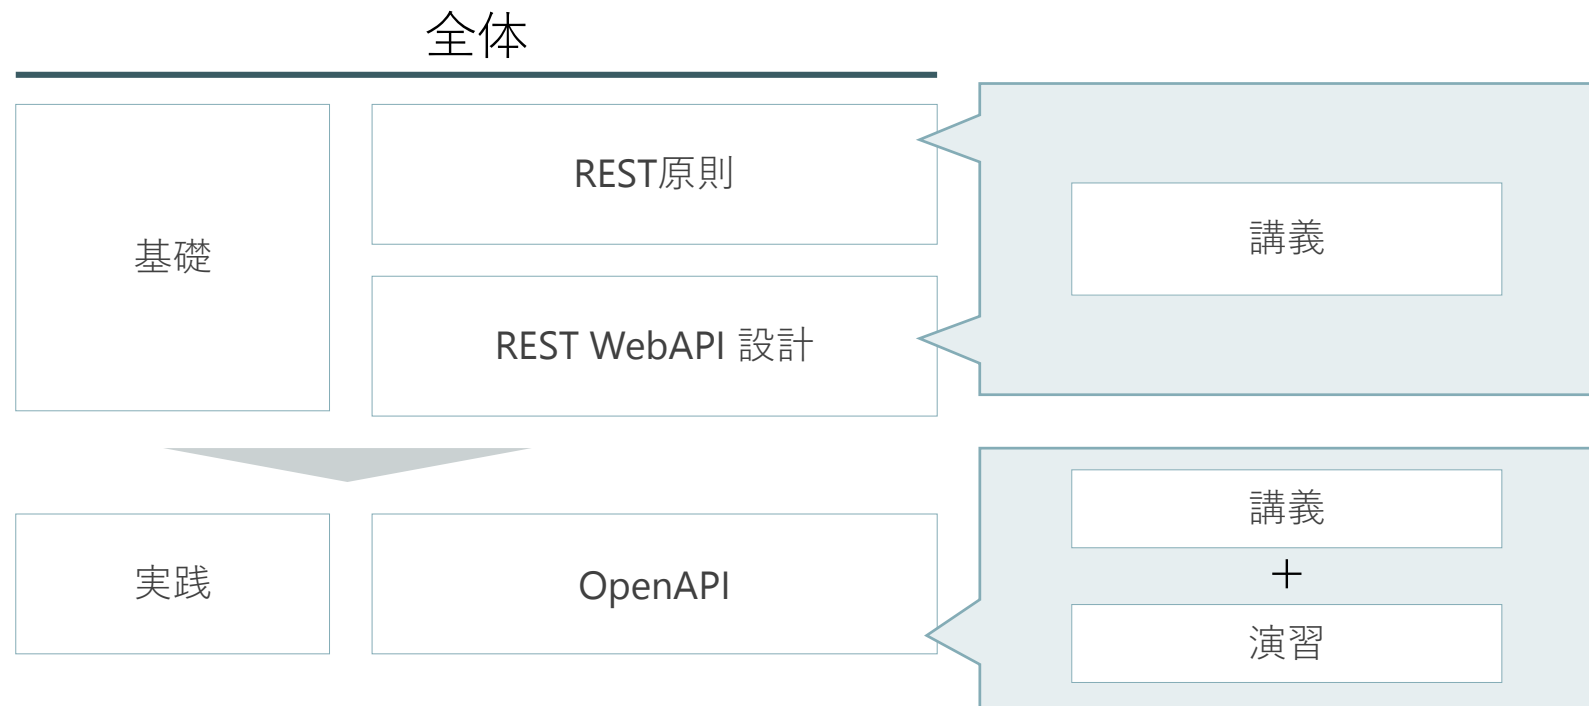 全体
基礎
REST原則
REST WebAPI 設計
講義
実践
OpenAPI
講義
＋
演習